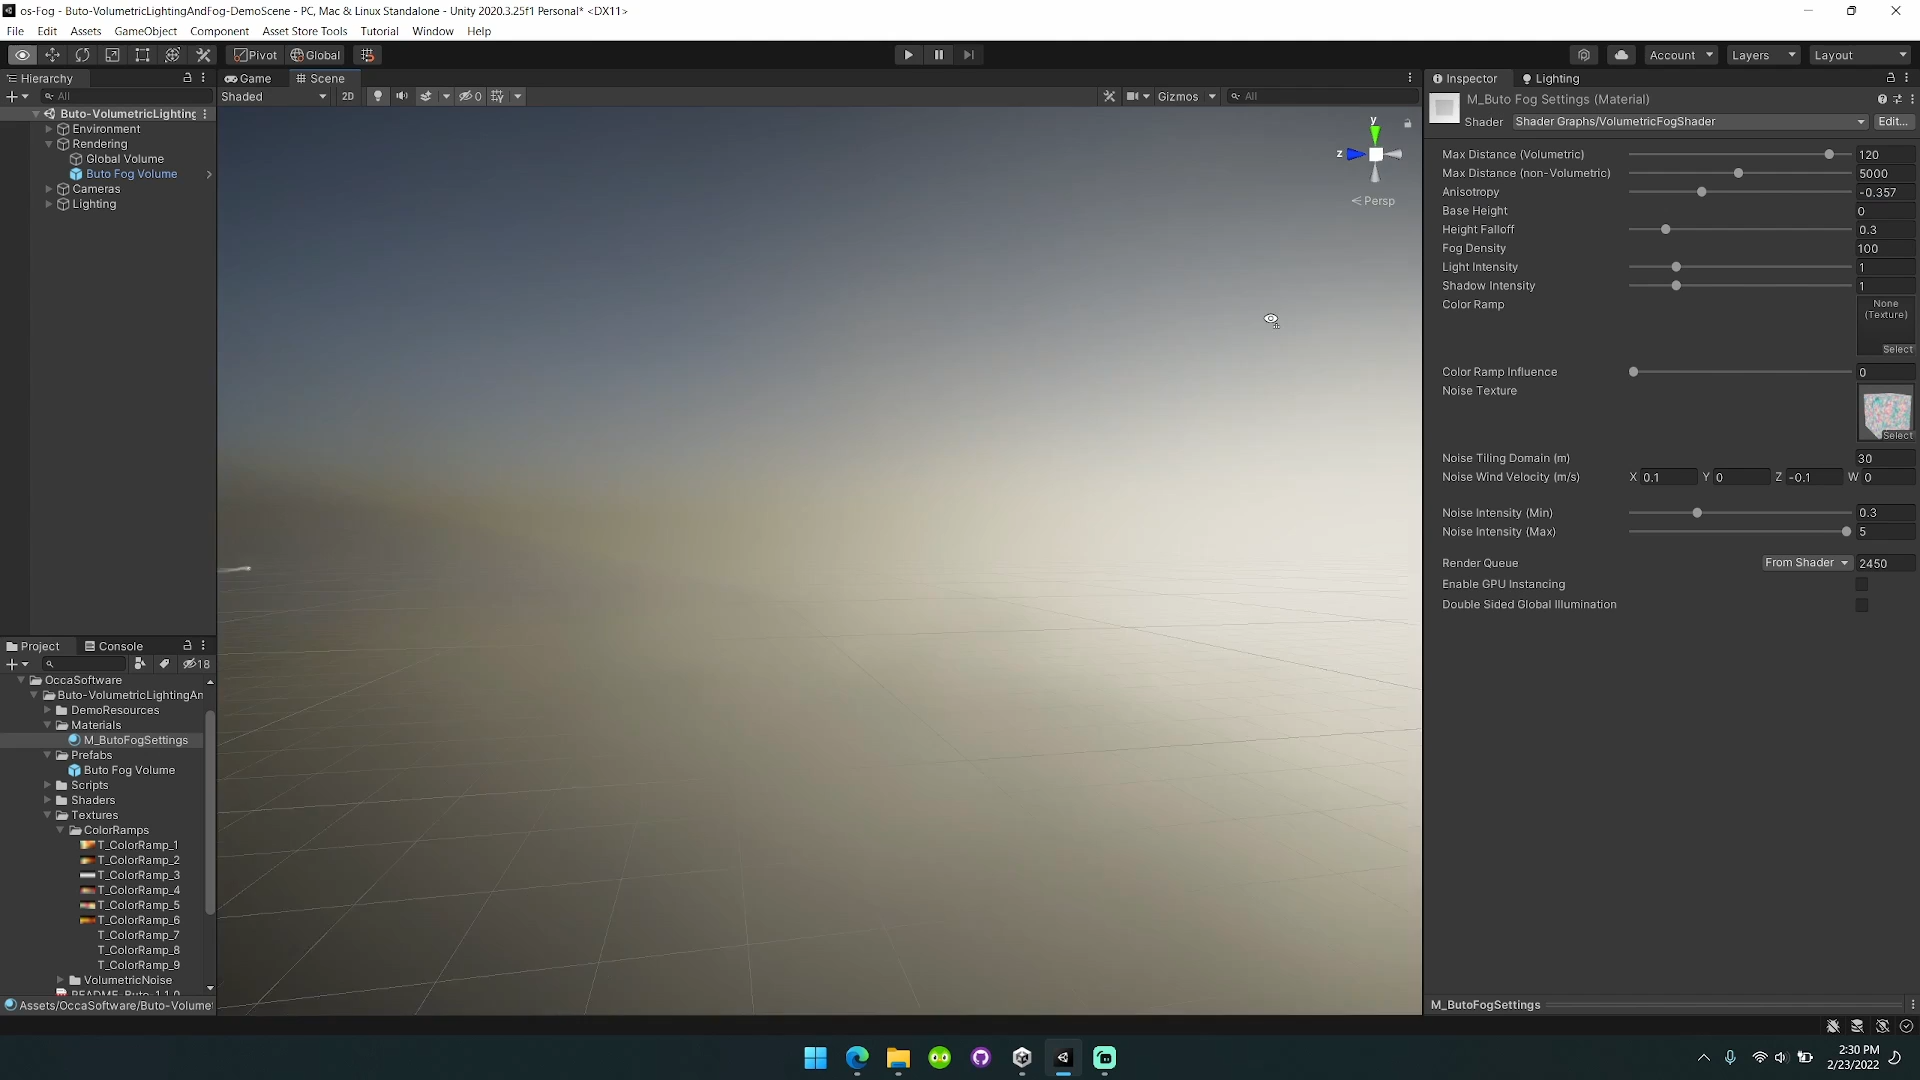 os-Fog - Buto-VolumetricLightingAndFog-DemoScene - PC, Mac & Linux Standalone - Unity 2020.3.25f1 Personal* <DX11>
File Edit Assets GameObject Component Asset Store Tools Tutorial Window Help
Pivot Global Account Layers Layout
Hierarchy Game Scene Inspector Lighting
All Shaded 2D 0 Gizmos All
Buto-VolumetricLighting
Environment
Rendering
Global Volume
Buto Fog Volume
Cameras
Lighting
y
z
Persp
M_Buto Fog Settings (Material)
Shader Shader Graphs/VolumetricFogShader Edit...
Max Distance (Volumetric) 120
Max Distance (non-Volumetric) 5000
Anisotropy -0.357
Base Height 0
Height Falloff 0.3
Fog Density 100
Light Intensity 1
Shadow Intensity 1
Color Ramp None (Texture) Select
Color Ramp Influence 0
Noise Texture Select
Noise Tiling Domain (m) 30
Noise Wind Velocity (m/s) X 0.1 Y 0 Z -0.1 W 0
Noise Intensity (Min) 0.3
Noise Intensity (Max) 5
Render Queue From Shader 2450
Enable GPU Instancing
Double Sided Global Illumination
Project Console
18
OccaSoftware
Buto-VolumetricLightingAn
DemoResources
Materials
M_ButoFogSettings
Prefabs
Buto Fog Volume
Scripts
Shaders
Textures
ColorRamps
T_ColorRamp_1
T_ColorRamp_2
T_ColorRamp_3
T_ColorRamp_4
T_ColorRamp_5
T_ColorRamp_6
T_ColorRamp_7
T_ColorRamp_8
T_ColorRamp_9
VolumetricNoise
README_Buto_1.1.0
Assets/OccaSoftware/Buto-Volume
M_ButoFogSettings
2:30 PM
2/23/2022